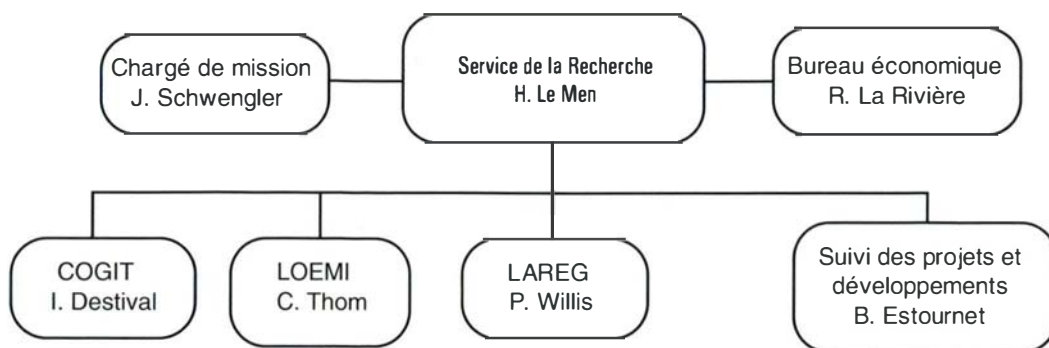 Chargé de mission
J. Schwengler
Service de la Recherche
H. Le Men
Bureau économique
R. La Rivière
COGIT
I. Destival
LOEMI
C. Thom
LAREG
P. Willis
Suivi des projets et
développements
B. Estournet